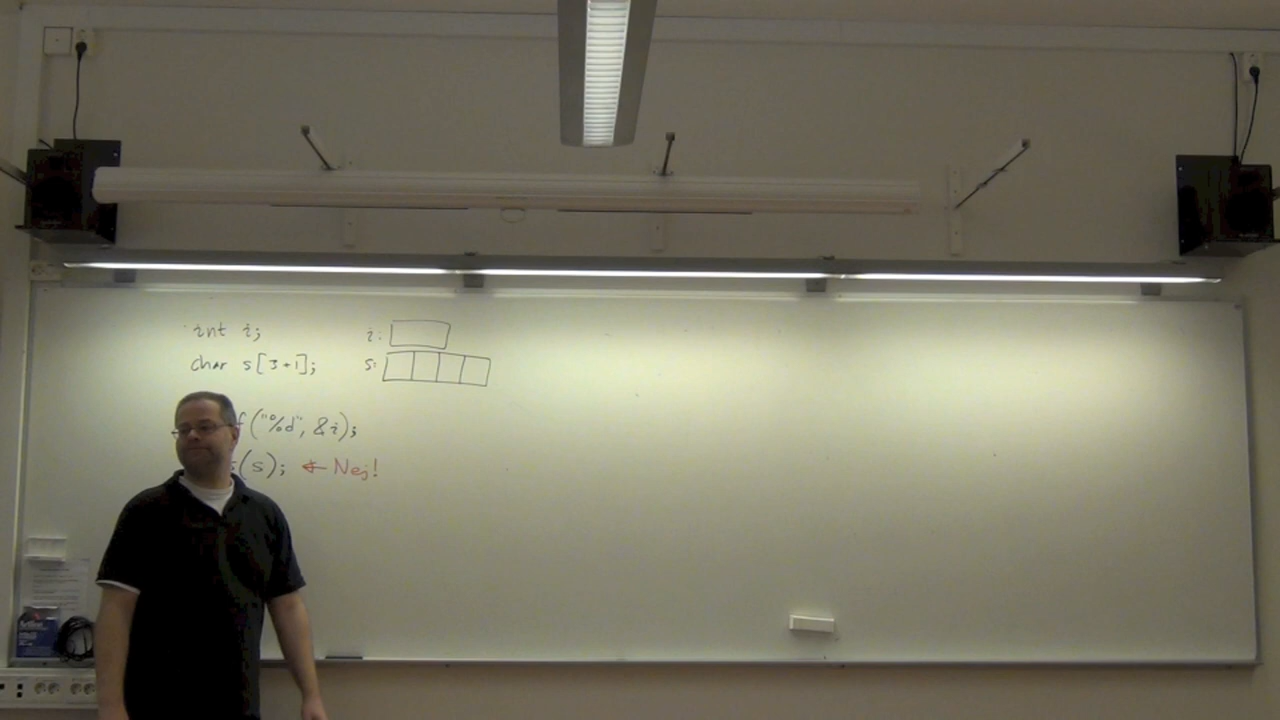 int i; i:
char s[3+1]; s:
f("%d", &i);
(s); ← Nej!